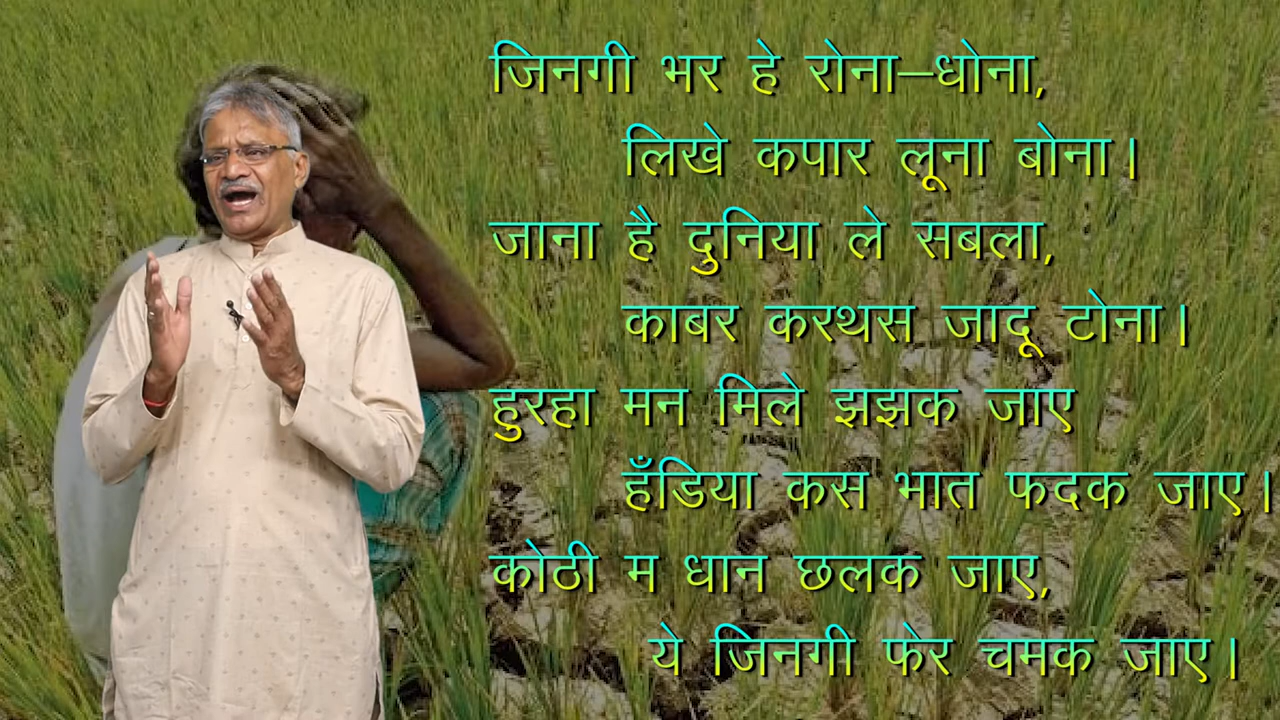 जिनगी भर हे रोना–धोना,
लिखे कपार लूना बोना।
जाना है दुनिया ले सबला,
काबर करथस जादू टोना।
हुरहा मन मिले झझक जाए
हँडिया कस भात फदक जाए।
कोठी म धान छलक जाए,
ये जिनगी फेर चमक जाए।